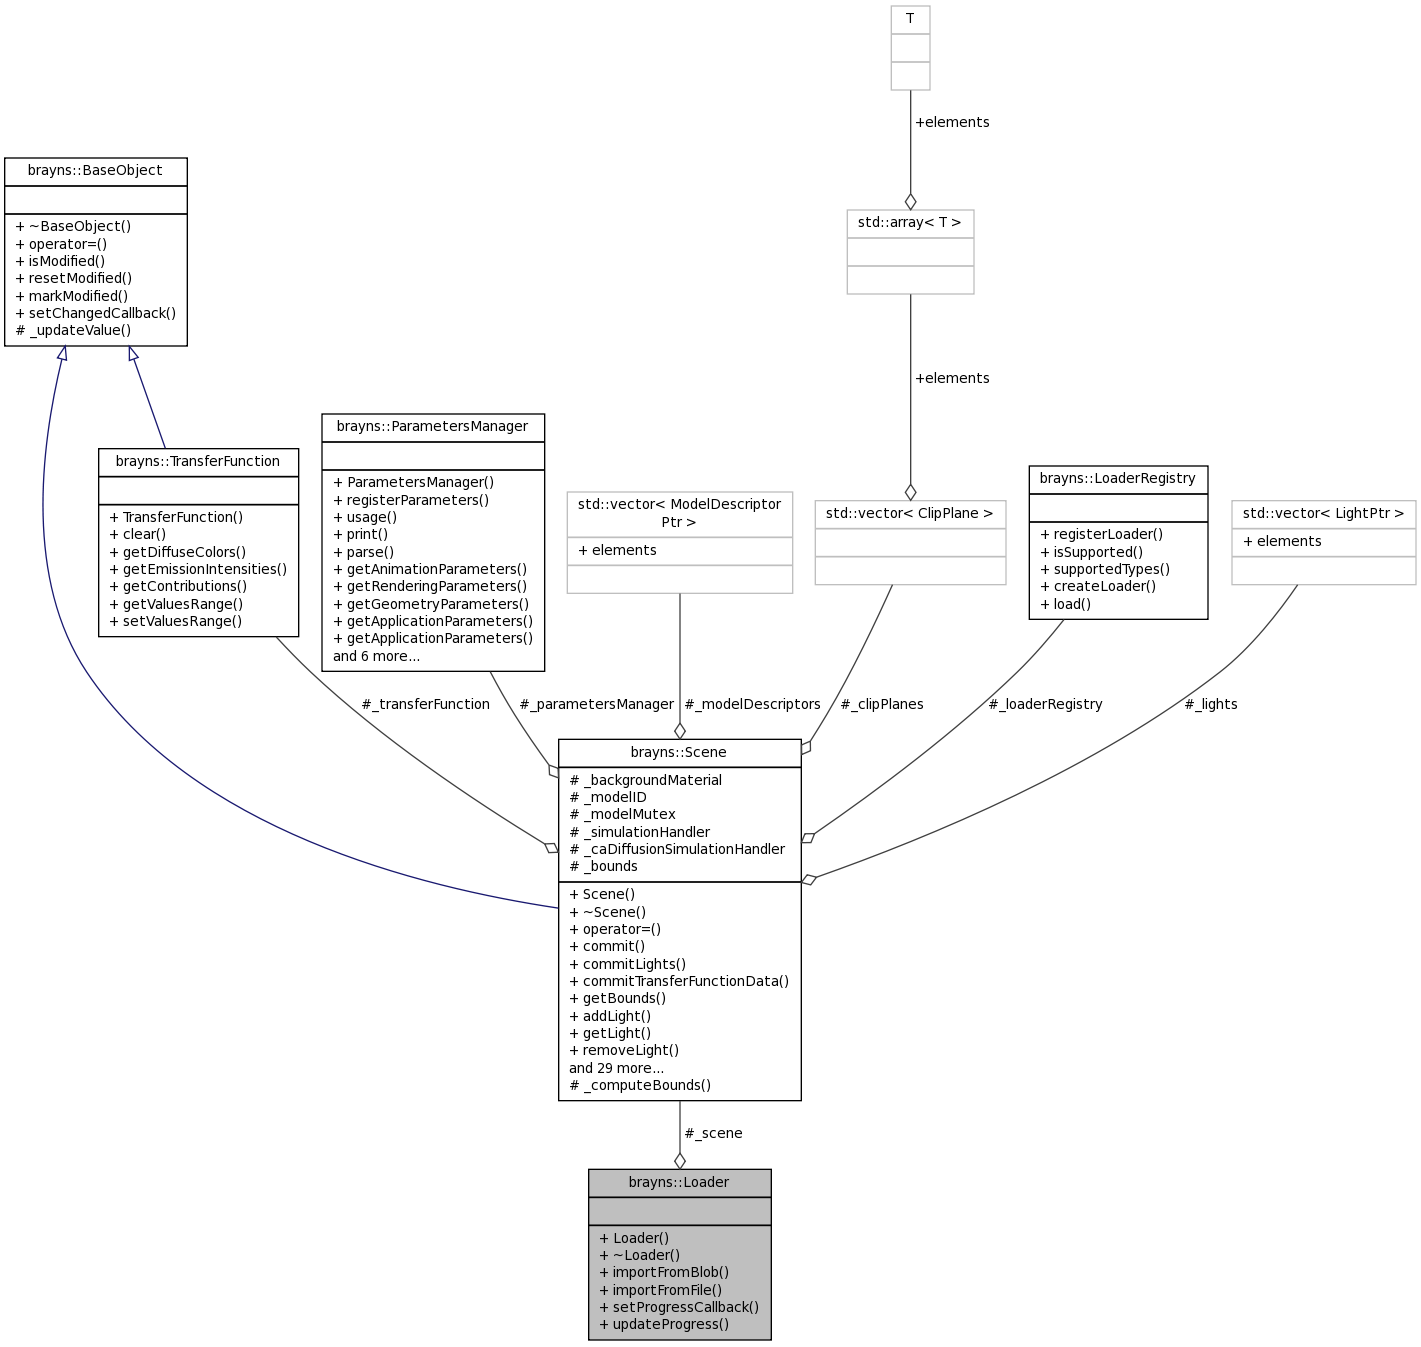 T
+elements
brayns::BaseObject
+ ~BaseObject()
+ operator=()
+ isModified()
+ resetModified()
+ markModified()
+ setChangedCallback()
# _updateValue()
std::array< T >
+elements
brayns::TransferFunction
+ TransferFunction()
+ clear()
+ getDiffuseColors()
+ getEmissionIntensities()
+ getContributions()
+ getValuesRange()
+ setValuesRange()
brayns::ParametersManager
+ ParametersManager()
+ registerParameters()
+ usage()
+ print()
+ parse()
+ getAnimationParameters()
+ getRenderingParameters()
+ getGeometryParameters()
+ getApplicationParameters()
+ getApplicationParameters()
and 6 more...
std::vector< ModelDescriptor
Ptr >
+ elements
std::vector< ClipPlane >
brayns::LoaderRegistry
+ registerLoader()
+ isSupported()
+ supportedTypes()
+ createLoader()
+ load()
std::vector< LightPtr >
+ elements
#_transferFunction
#_parametersManager
#_modelDescriptors
#_clipPlanes
#_loaderRegistry
#_lights
brayns::Scene
# _backgroundMaterial
# _modelID
# _modelMutex
# _simulationHandler
# _caDiffusionSimulationHandler
# _bounds
+ Scene()
+ ~Scene()
+ operator=()
+ commit()
+ commitLights()
+ commitTransferFunctionData()
+ getBounds()
+ addLight()
+ getLight()
+ removeLight()
and 29 more...
# _computeBounds()
#_scene
brayns::Loader
+ Loader()
+ ~Loader()
+ importFromBlob()
+ importFromFile()
+ setProgressCallback()
+ updateProgress()